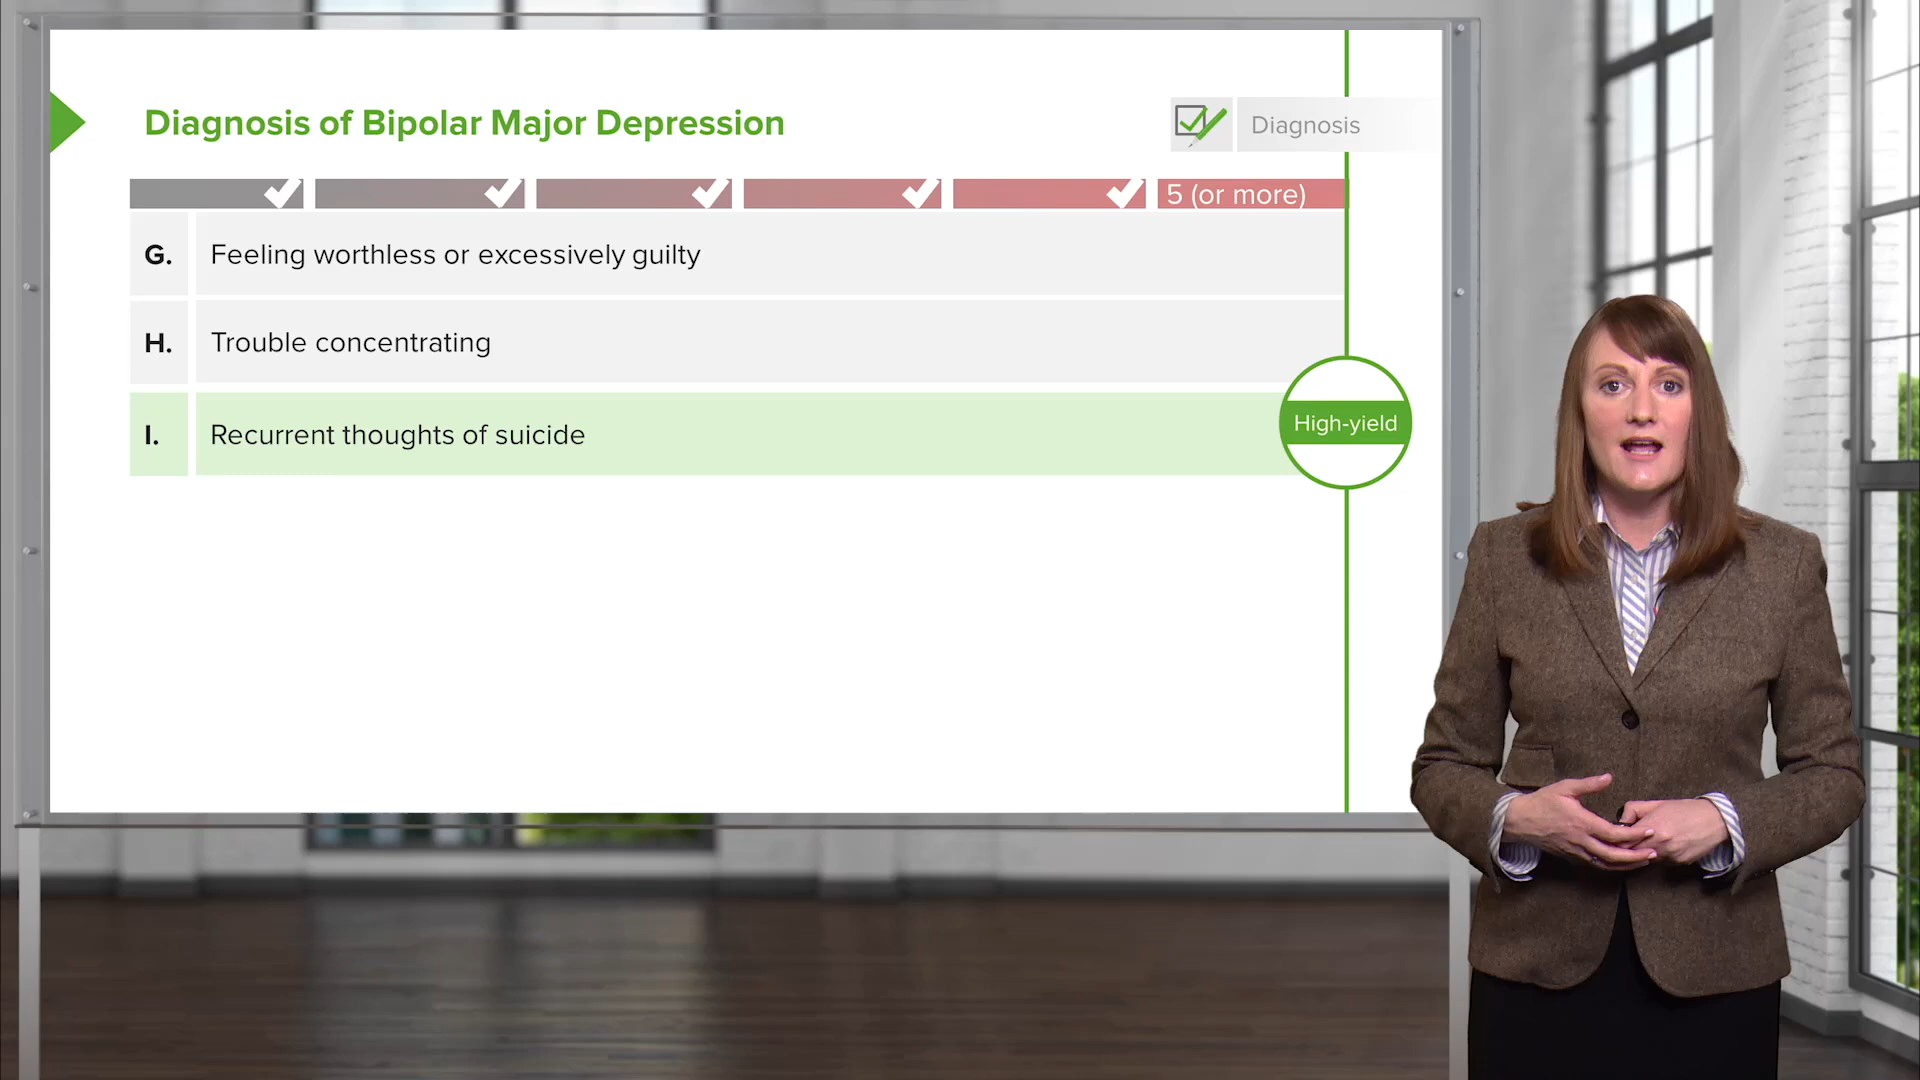 Diagnosis of Bipolar Major Depression
Diagnosis
5 (or more)
G. Feeling worthless or excessively guilty
H. Trouble concentrating
I. Recurrent thoughts of suicide
High-yield